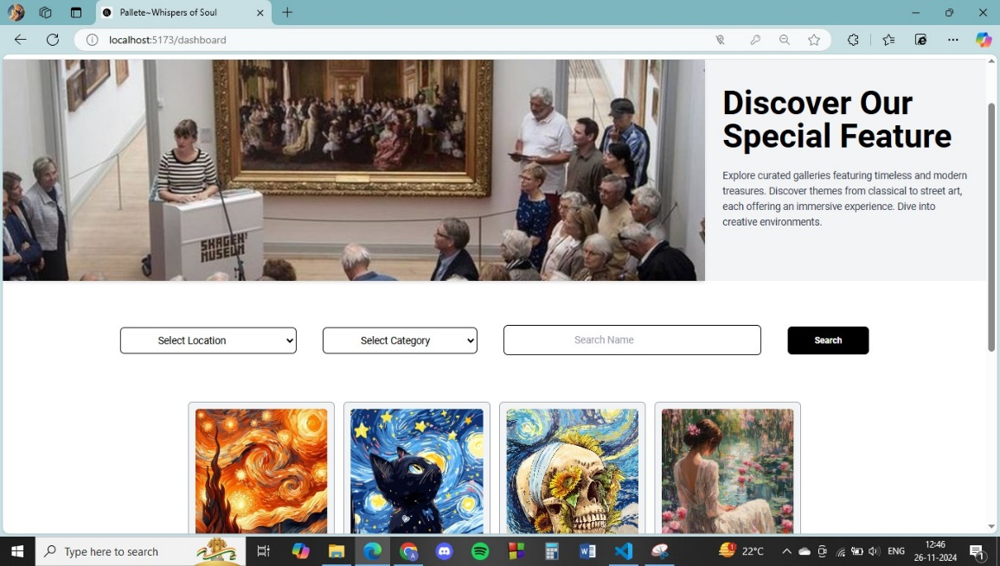 Pallete~Whispers of Soul
localhost:5173/dashboard
SKAGEN'
MUSEUM
Discover Our
Special Feature
Explore curated galleries featuring timeless and modern
treasures. Discover themes from classical to street art,
each offering an immersive experience. Dive into
creative environments.
Select Location
Select Category
Search Name
Search
Type here to search
22°C
ENG
12:46
26-11-2024
1